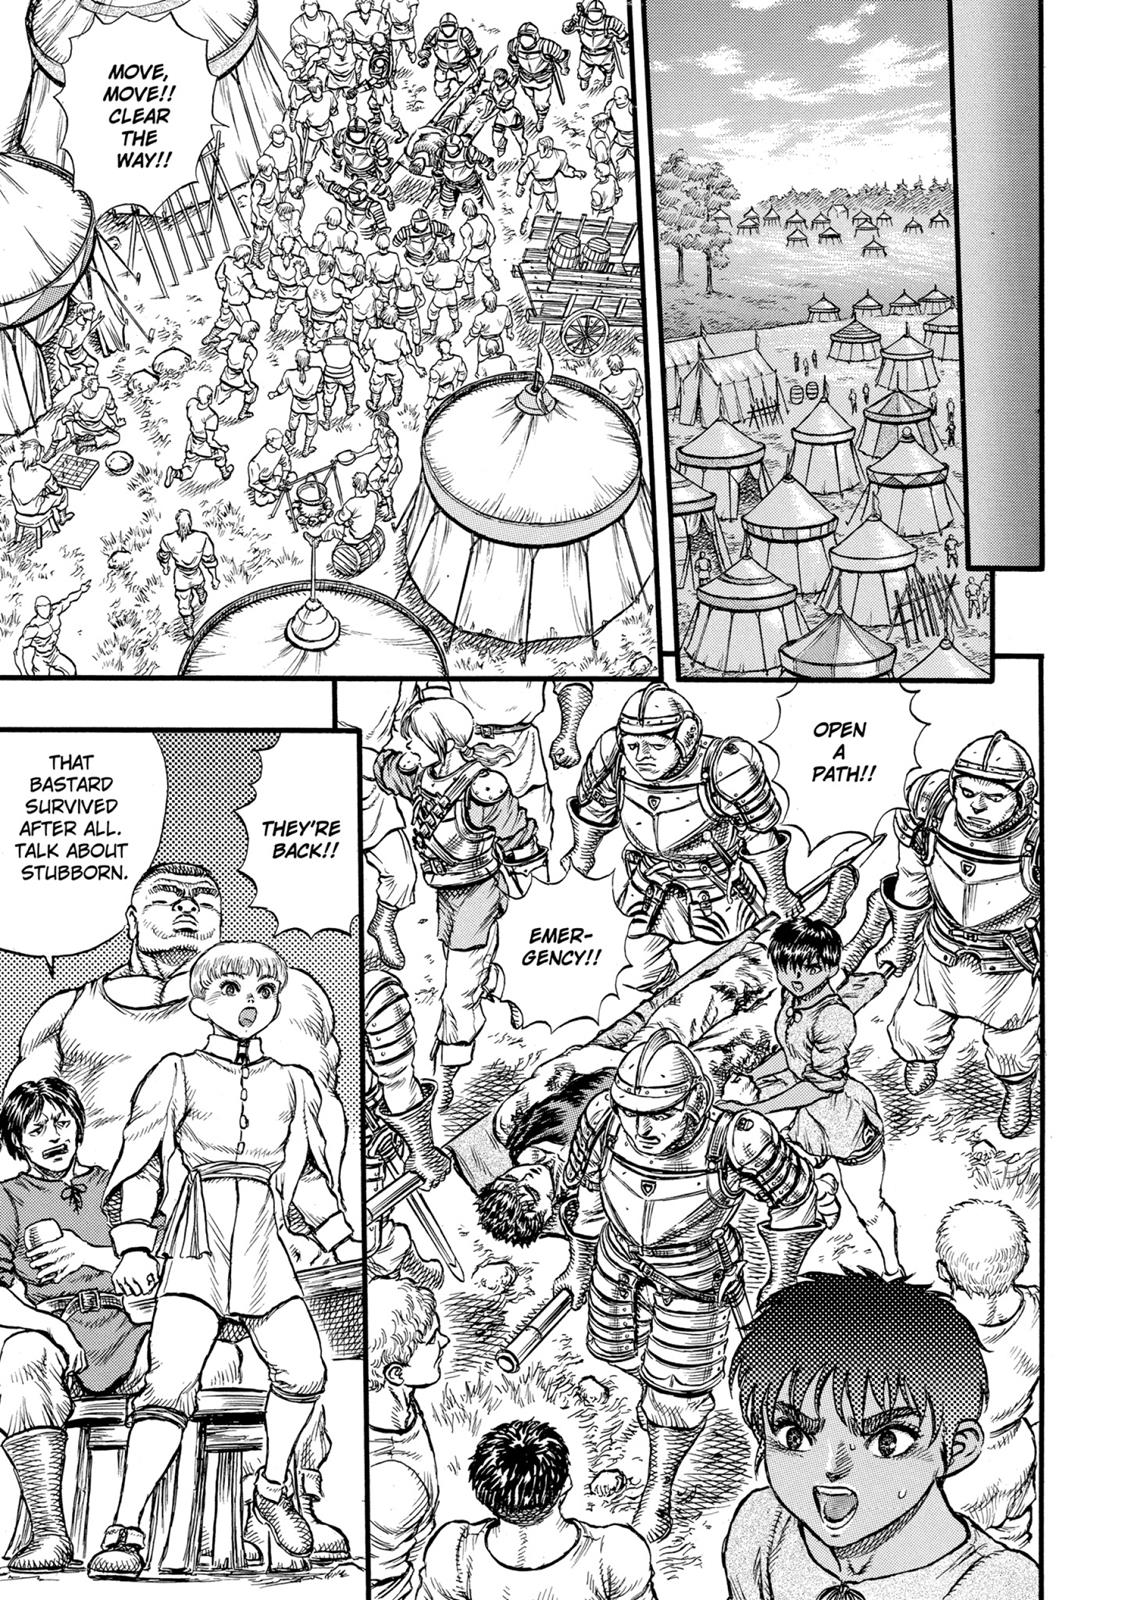 MOVE,
MOVE!!
CLEAR
THE
WAY!!
OPEN
A
PATH!!
EMER-
GENCY!!
THEY'RE
BACK!!
THAT
BASTARD
SURVIVED
AFTER ALL.
TALK ABOUT
STUBBORN.